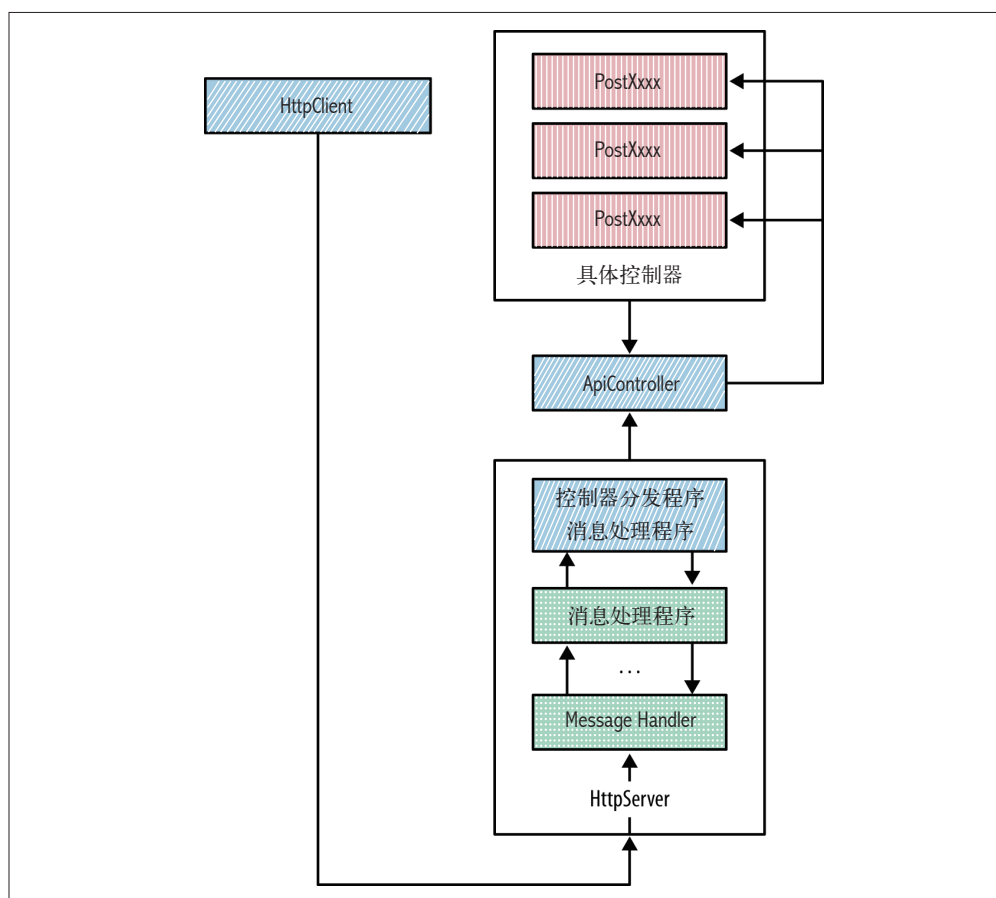 HttpClient
PostXxxx
PostXxxx
PostXxxx
具体控制器
ApiController
控制器分发程序
消息处理程序
消息处理程序
...
Message Handler
HttpServer